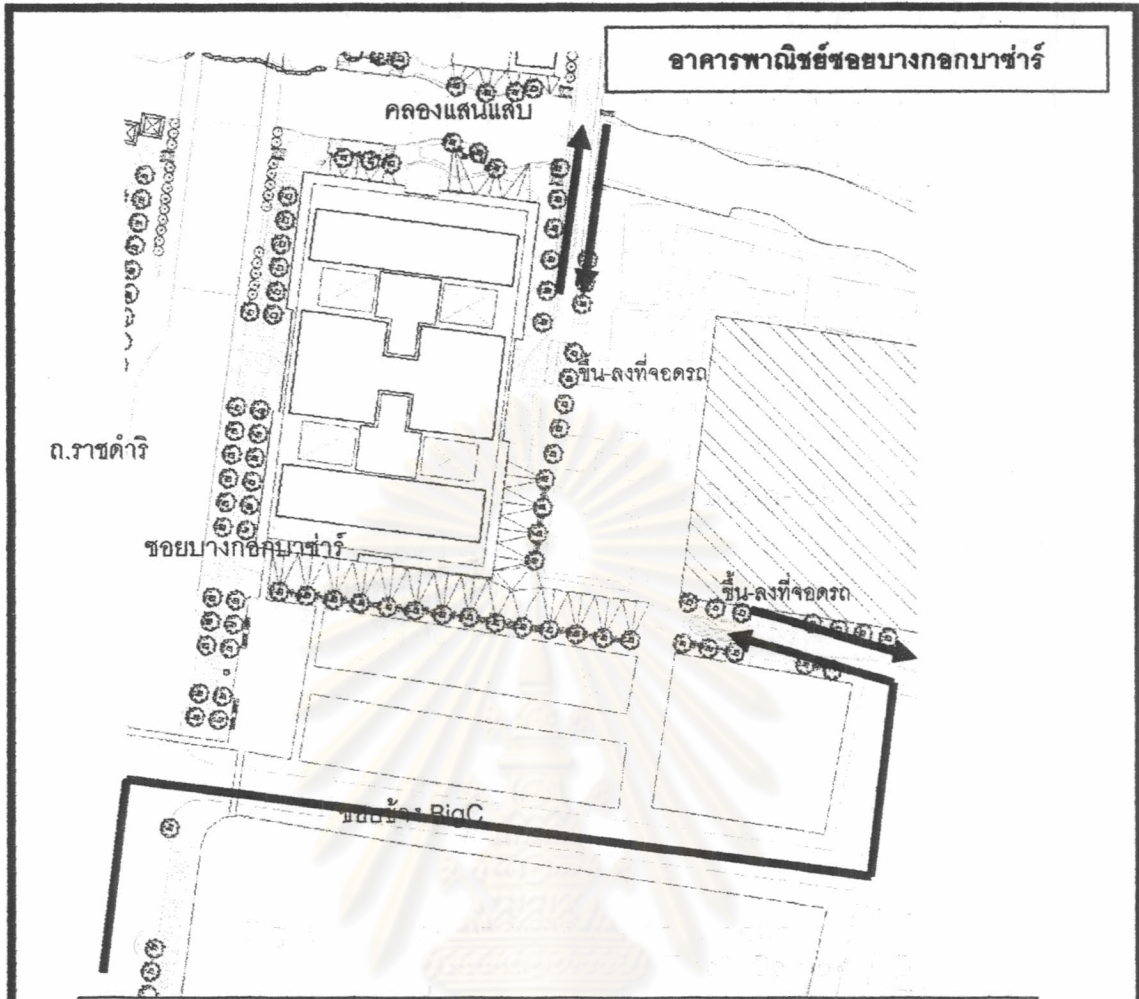 อาคารพาณิชย์ซอยบางกอกบาซ่าร์
คลองแสนแสบ
ขึ้น-ลงที่จอดรถ
ถ.ราชดำริ
ซอยบางกอกบาซ่าร์
ขึ้น-ลงที่จอดรถ
ซอยข้าง BigC